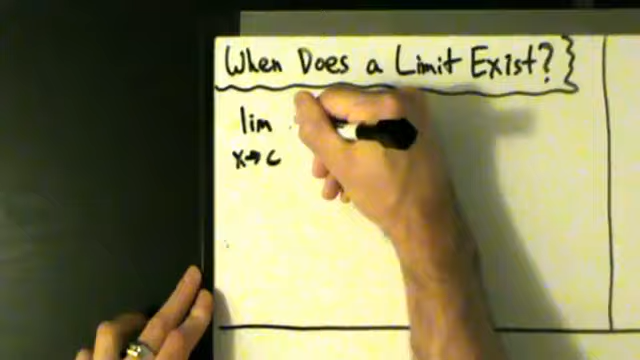 When Does a Limit Exist?
lim
x→c